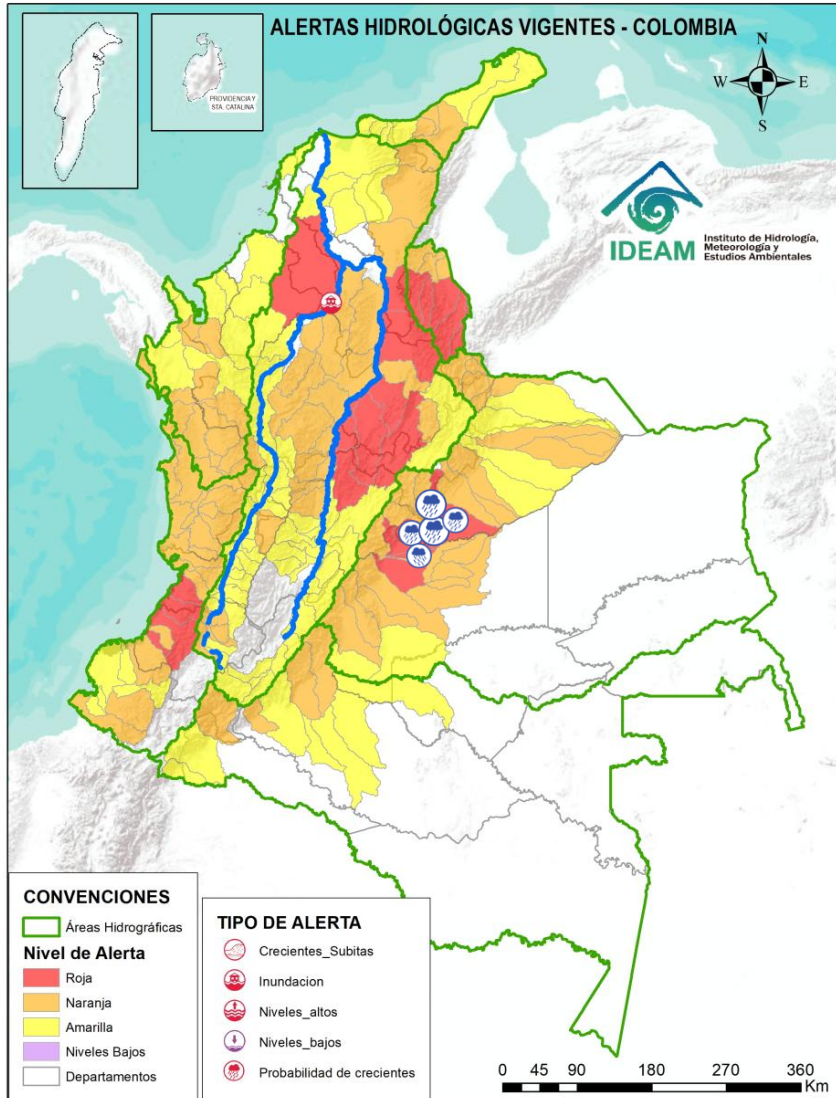 ALERTAS HIDROLÓGICAS VIGENTES - COLOMBIA
PROVIDENCIA Y
STA. CATALINA
N
W
E
S
IDEAM
Instituto de Hidrología,
Meteorología y
Estudios Ambientales
CONVENCIONES
Áreas Hidrográficas
Nivel de Alerta
Roja
Naranja
Amarilla
Niveles Bajos
Departamentos
TIPO DE ALERTA
Crecientes_Subitas
Inundacion
Niveles_altos
Niveles_bajos
Probabilidad de crecientes
0 45 90 180 270 360
Km